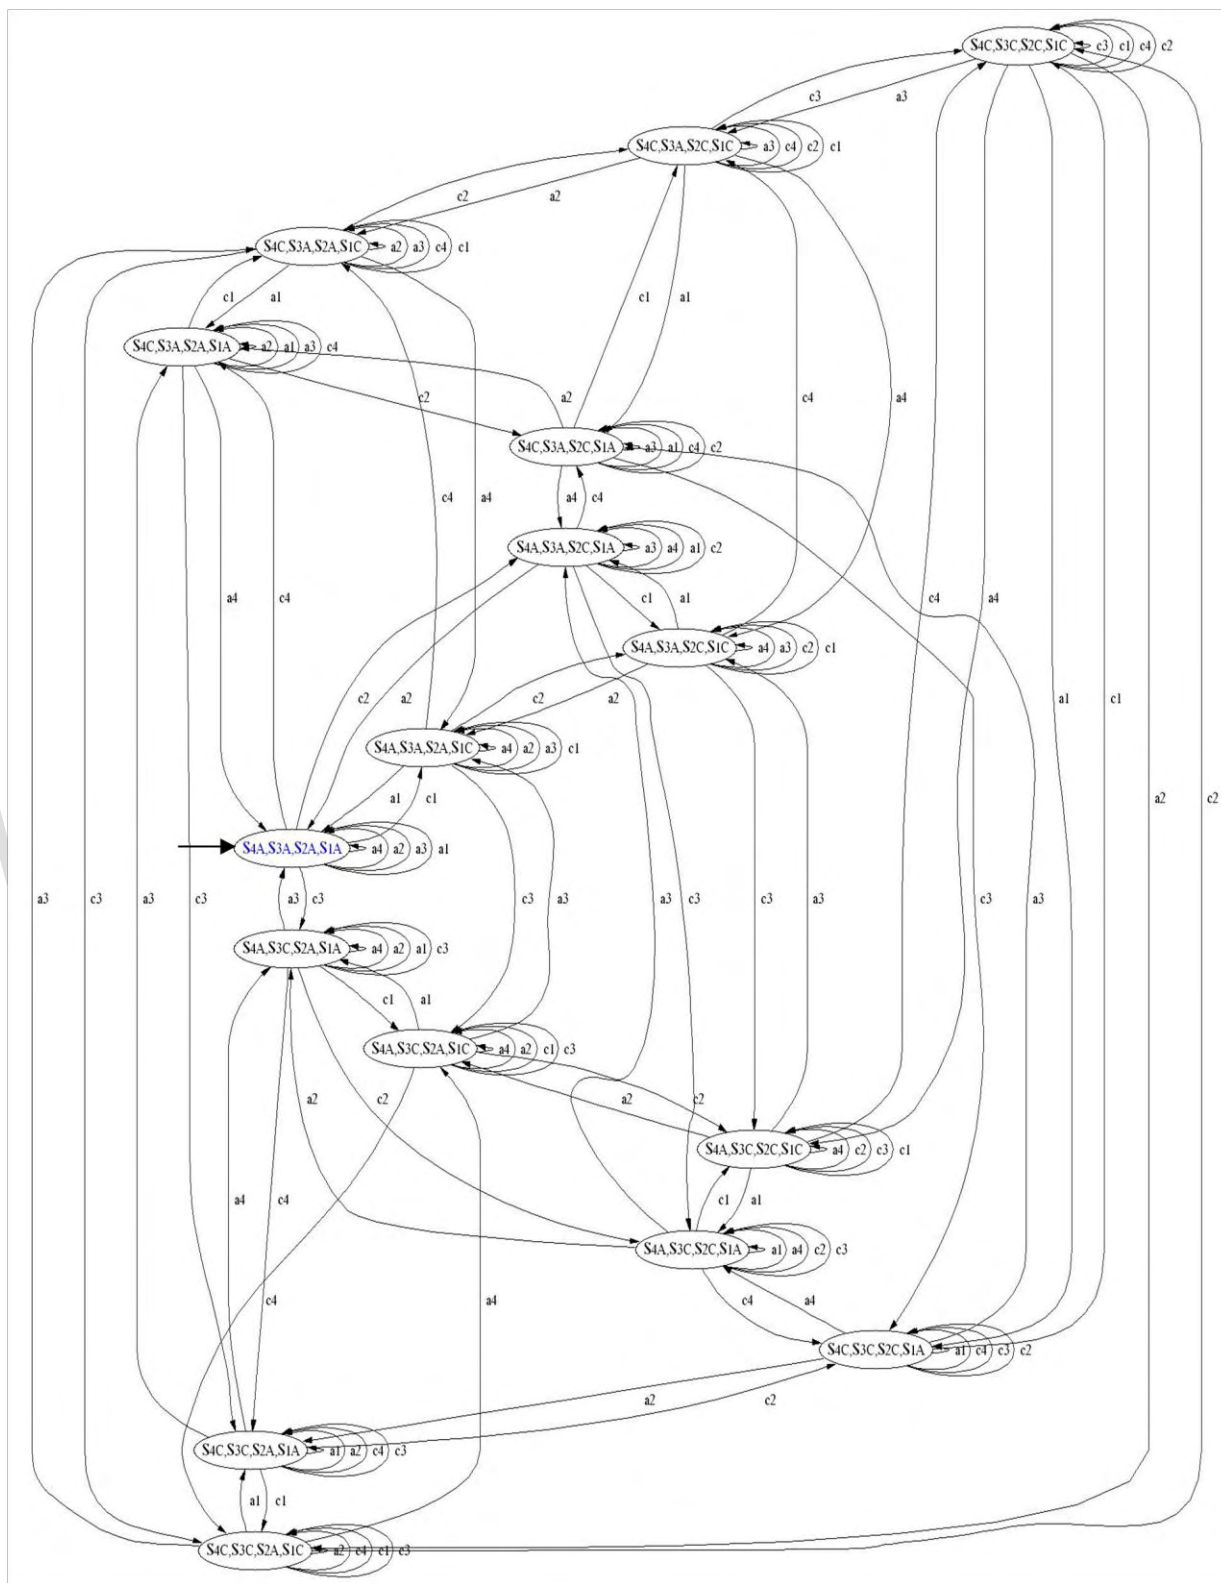 S4C,S3C,S2C,S1C c3 c1 c4 c2
c3 a3
S4C,S3A,S2C,S1C a3 c4 c2 c1
c2 a2
S4C,S3A,S2A,S1C a2 a3 c4 c1
c1 a1 c1 a1
S4C,S3A,S2A,S1A a2 a1 a3 c4
c2 a2 c4 a4
S4C,S3A,S2C,S1A a3 a1 c4 c2
c4 a4 a4 c4
S4A,S3A,S2C,S1A a3 a4 a1 c2
c4 a4
a4 c4 c1 a1
S4A,S3A,S2C,S1C a4 a3 c2 c1
c2 a2 c2 a2 a1 c1
S4A,S3A,S2A,S1C a4 a2 a3 c1
a1 c1 a2 c2
S4A,S3A,S2A,S1A a4 a2 a3 a1
a3 c3 a3 c3 a3 c3 c3 a3 a3 c3 c3 a3 c3 a3
S4A,S3C,S2A,S1A a4 a2 a1 c3
c1 a1
S4A,S3C,S2A,S1C a4 a2 c1 c3
a2 c2 a2 c2
S4A,S3C,S2C,S1C a4 c2 c3 c1
a4 c4 c1 a1
S4A,S3C,S2C,S1A a1 a4 c2 c3
c4 a4 c4 a4
S4C,S3C,S2C,S1A a1 c4 c3 c2
a2 c2
S4C,S3C,S2A,S1A a1 a2 c4 c3
a1 c1
S4C,S3C,S2A,S1C a2 c4 c1 c3